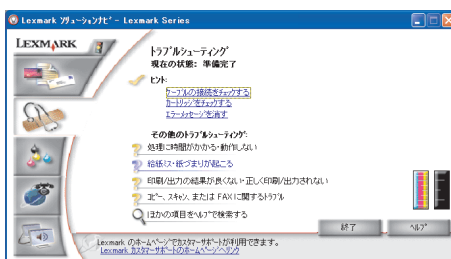 Lexmark ソリューションナビ - Lexmark Series
LEXMARK
トラブルシューティング
現在の状態: 準備完了
ヒント:
ケーブルの接続をチェックする
カートリッジをチェックする
エラーメッセージを消す
その他のトラブルシューティング:
処理に時間がかかる・動作しない
給紙ミス・紙づまりが起こる
印刷/出力の結果が良くない・正しく印刷/出力されない
コピー、スキャン、または FAX に関するトラブル
ほかの項目をヘルプで検索する
終了
ヘルプ
Lexmark のホームページでカスタマーサポートが利用できます。
Lexmark カスタマーサポートのホームページへリンク